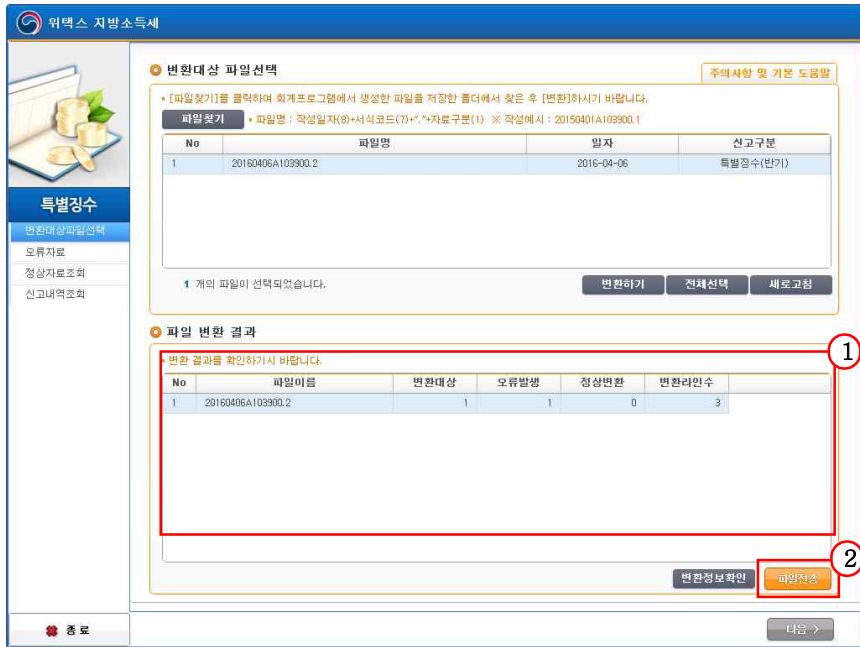 위택스 지방소득세
변환대상 파일선택
주의사항 및 기본 도움말
• [파일찾기]를 클릭하여 회계프로그램에서 생성한 파일을 저장한 폴더에서 찾은 후 [변환]하시기 바랍니다.
파일찾기 • 파일명 : 작성일자(8)+서식코드(7)+"."+자료구분(1) ※ 작성예시 : 20150401A103900.1
No 파일명 일자 신고구분
1 20160406A103900.2 2016-04-06 특별징수(반기)
특별징수
변환대상파일선택
오류자료
정상자료조회
신고내역조회
1 개의 파일이 선택되었습니다.
변환하기 전체선택 새로고침
파일 변환 결과
①
• 변환 결과를 확인하기시 바랍니다.
No 파일이름 변환대상 오류발생 정상변환 변환라인수
1 20160406A103900.2 1 1 0 3
②
변환정보확인 파일전송
종료
다음 >